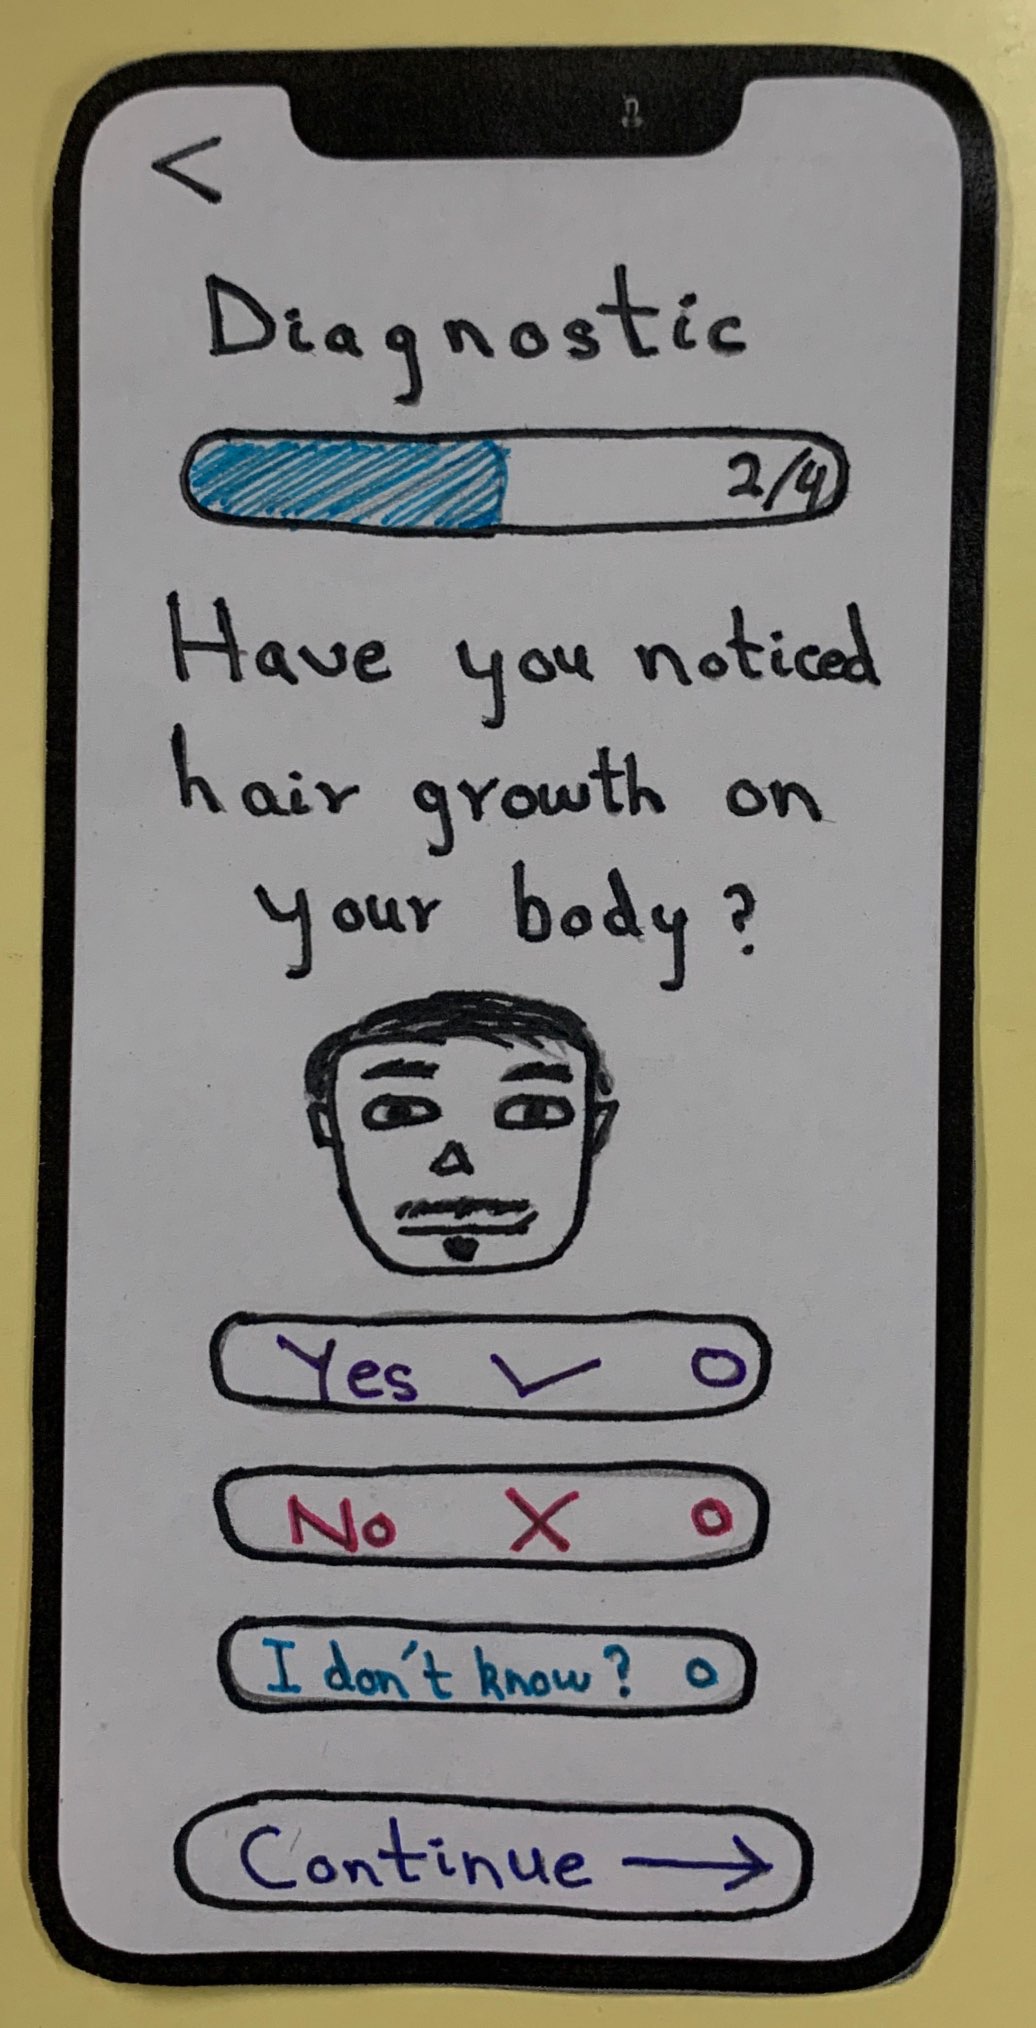 <
Diagnostic
2/4
Have you noticed
hair growth on
your body?
Yes ✓ O
No X O
I don't know? O
Continue →